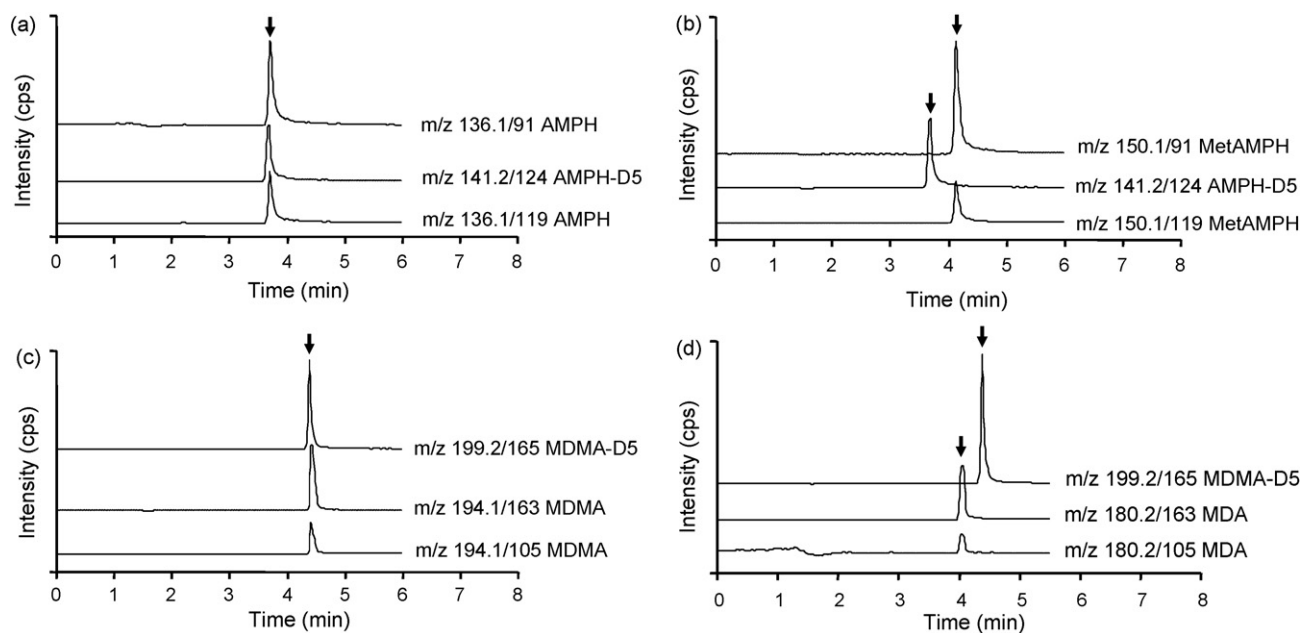 (a)
Intensity (cps)
m/z 136.1/91 AMPH
m/z 141.2/124 AMPH-D5
m/z 136.1/119 AMPH
0 1 2 3 4 5 6 7 8
Time (min)
(b)
Intensity (cps)
m/z 150.1/91 MetAMPH
m/z 141.2/124 AMPH-D5
m/z 150.1/119 MetAMPH
0 1 2 3 4 5 6 7 8
Time (min)
(c)
Intensity (cps)
m/z 199.2/165 MDMA-D5
m/z 194.1/163 MDMA
m/z 194.1/105 MDMA
0 1 2 3 4 5 6 7 8
Time (min)
(d)
Intensity (cps)
m/z 199.2/165 MDMA-D5
m/z 180.2/163 MDA
m/z 180.2/105 MDA
0 1 2 3 4 5 6 7 8
Time (min)